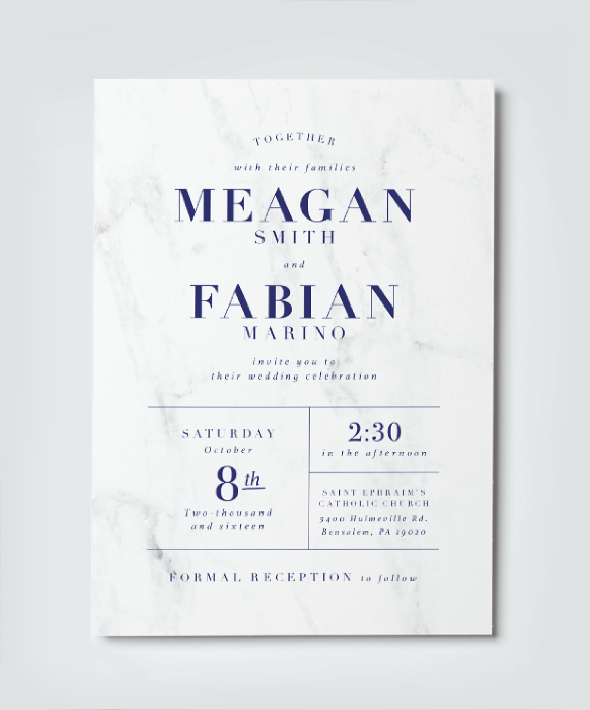 TOGETHER
with their families
MEAGAN
SMITH
and
FABIAN
MARINO
invite you to
their wedding celebration
SATURDAY
October
8th
Two-thousand
and sixteen
2:30
in the afternoon
SAINT EPHRAIM'S
CATHOLIC CHURCH
5400 Hulmeville Rd.
Bensalem, PA 19020
FORMAL RECEPTION to follow